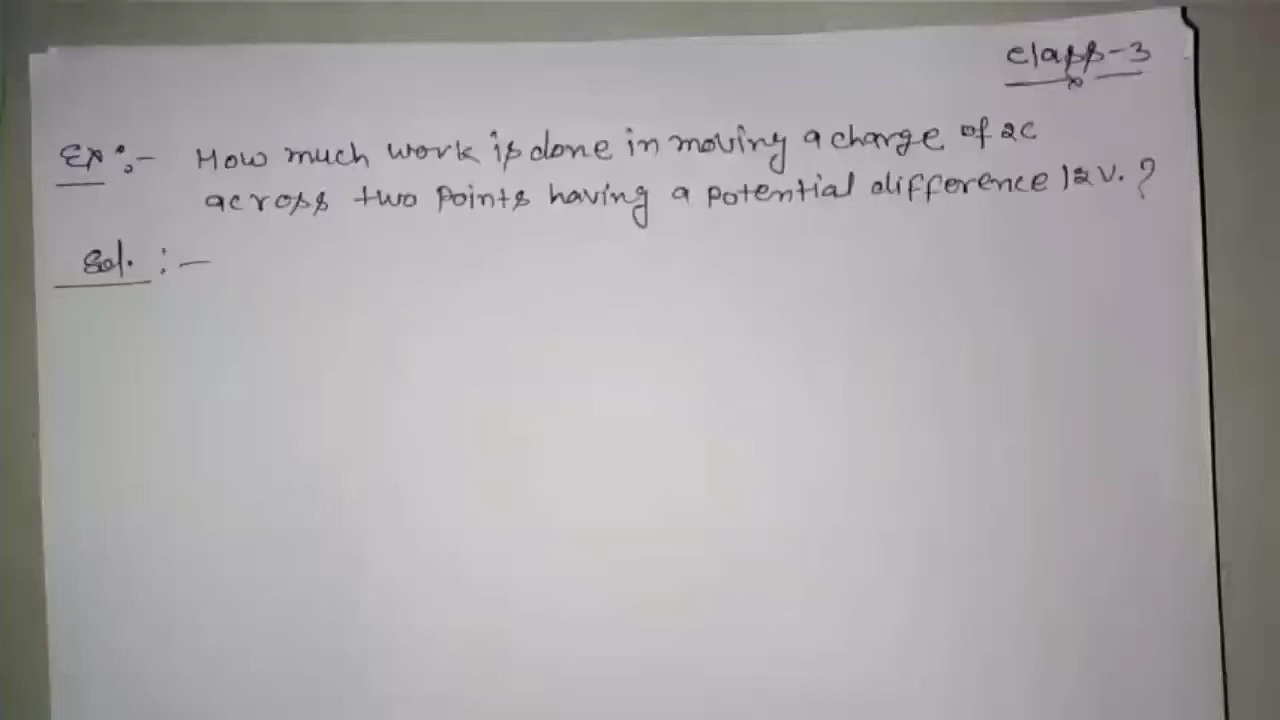 Class-3
Ex:- How much work is done in moving a charge of 2C
across two points having a potential difference 12V.?
Sol. :-